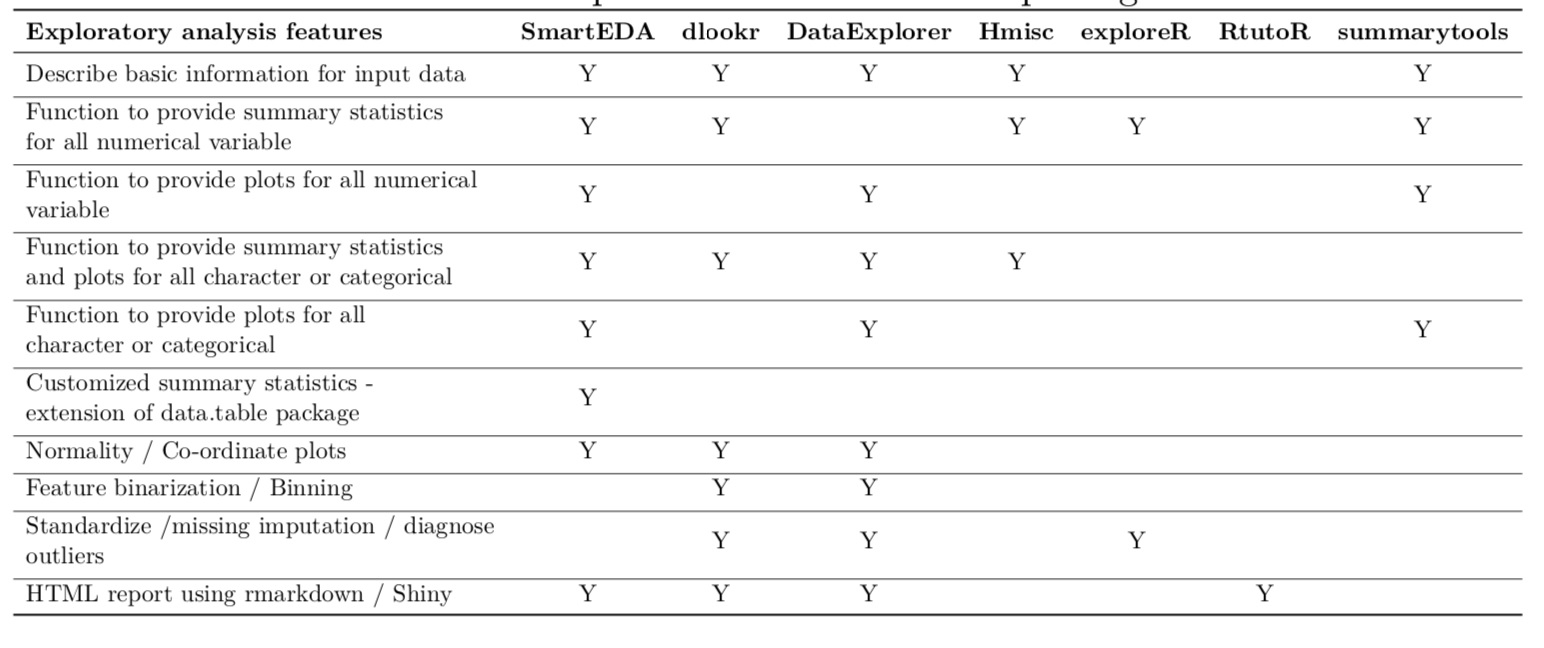 Exploratory analysis features SmartEDA dlookr DataExplorer Hmisc exploreR RtutoR summarytools
Describe basic information for input data Y Y Y Y Y
Function to provide summary statistics
for all numerical variable Y Y Y Y Y
Function to provide plots for all numerical
variable Y Y Y
Function to provide summary statistics
and plots for all character or categorical Y Y Y Y
Function to provide plots for all
character or categorical Y Y Y
Customized summary statistics -
extension of data.table package Y
Normality / Co-ordinate plots Y Y Y
Feature binarization / Binning Y Y
Standardize /missing imputation / diagnose
outliers Y Y Y
HTML report using rmarkdown / Shiny Y Y Y Y